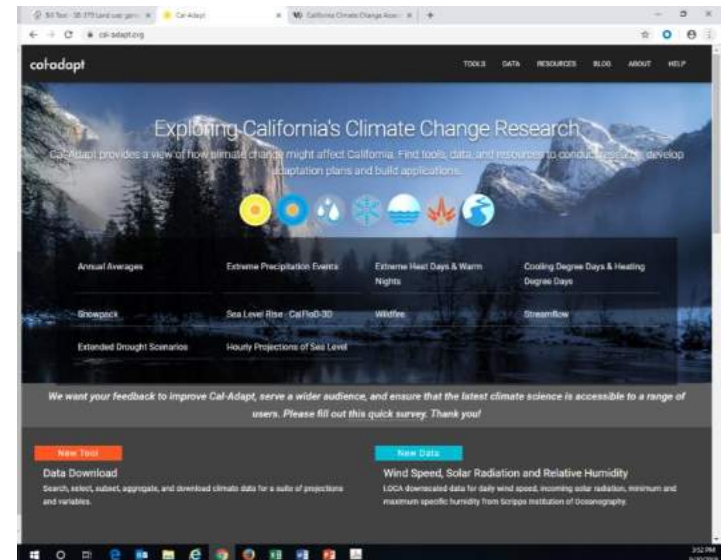 Cal-Adapt
cal-adapt.org
cal-adapt
TOOLS DATA RESOURCES BLOG ABOUT HELP
Exploring California's Climate Change Research
Cal-Adapt provides a view of how climate change might affect California. Find tools, data, and resources to conduct research, develop
adaptation plans and build applications.
Annual Averages
Extreme Precipitation Events
Extreme Heat Days & Warm
Nights
Cooling Degree Days & Heating
Degree Days
Snowpack
Sea Level Rise - CalFloD-3D
Wildfire
Streamflow
Extended Drought Scenarios
Hourly Projections of Sea Level
We want your feedback to improve Cal-Adapt, serve a wider audience, and ensure that the latest climate science is accessible to a range of
users. Please fill out this quick survey. Thank you!
New Tool
Data Download
Search, select, subset, aggregate, and download climate data for a suite of projections
and variables.
New Data
Wind Speed, Solar Radiation and Relative Humidity
LOCA downscaled data for daily wind speed, incoming solar radiation, minimum and
maximum specific humidity from Scripps Institution of Oceanography.
3:52 PM